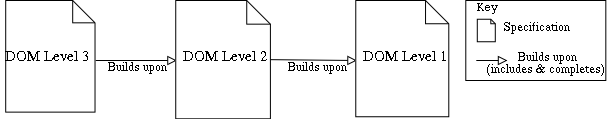 DOM Level 3
Builds upon
DOM Level 2
Builds upon
DOM Level 1
Key
Specification
Builds upon
(includes & completes)